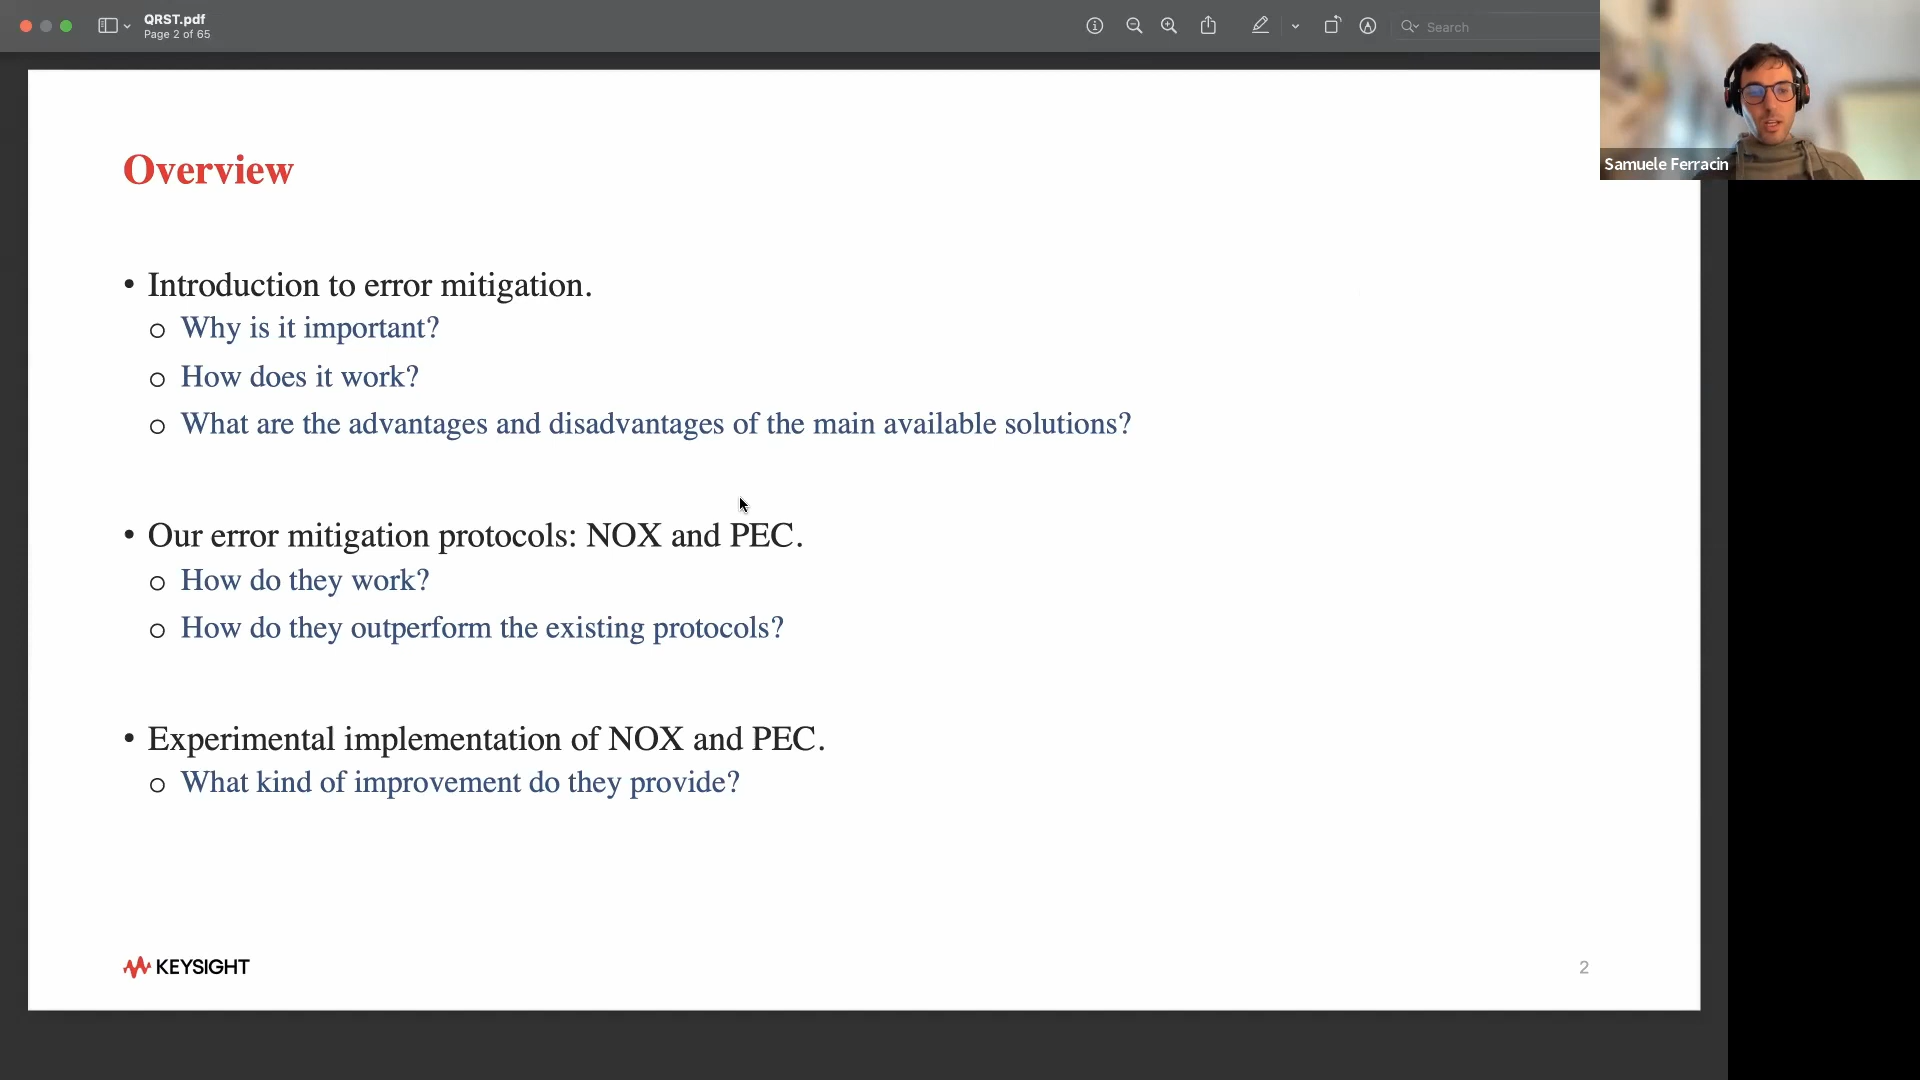 QRST.pdf
Page 2 of 65
Search
Samuele Ferracin
Overview
• Introduction to error mitigation.
o Why is it important?
o How does it work?
o What are the advantages and disadvantages of the main available solutions?
• Our error mitigation protocols: NOX and PEC.
o How do they work?
o How do they outperform the existing protocols?
• Experimental implementation of NOX and PEC.
o What kind of improvement do they provide?
KEYSIGHT
2